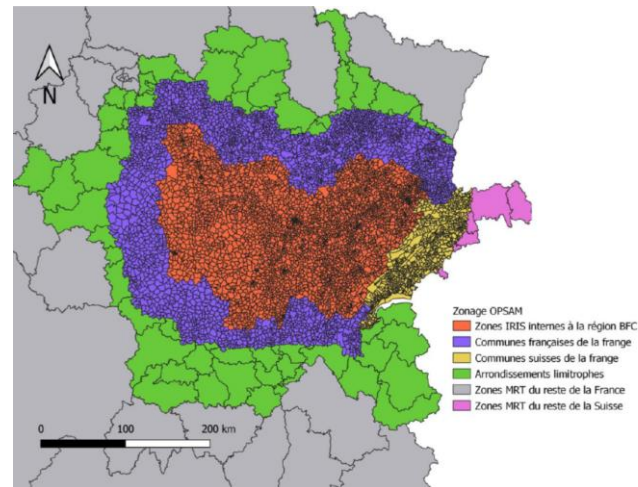 N
Zonage OPSAM
Zones IRIS internes à la région BFC
Communes françaises de la frange
Communes suisses de la frange
Arrondissements limitrophes
Zones MRT du reste de la France
Zones MRT du reste de la Suisse
0 100 200 km